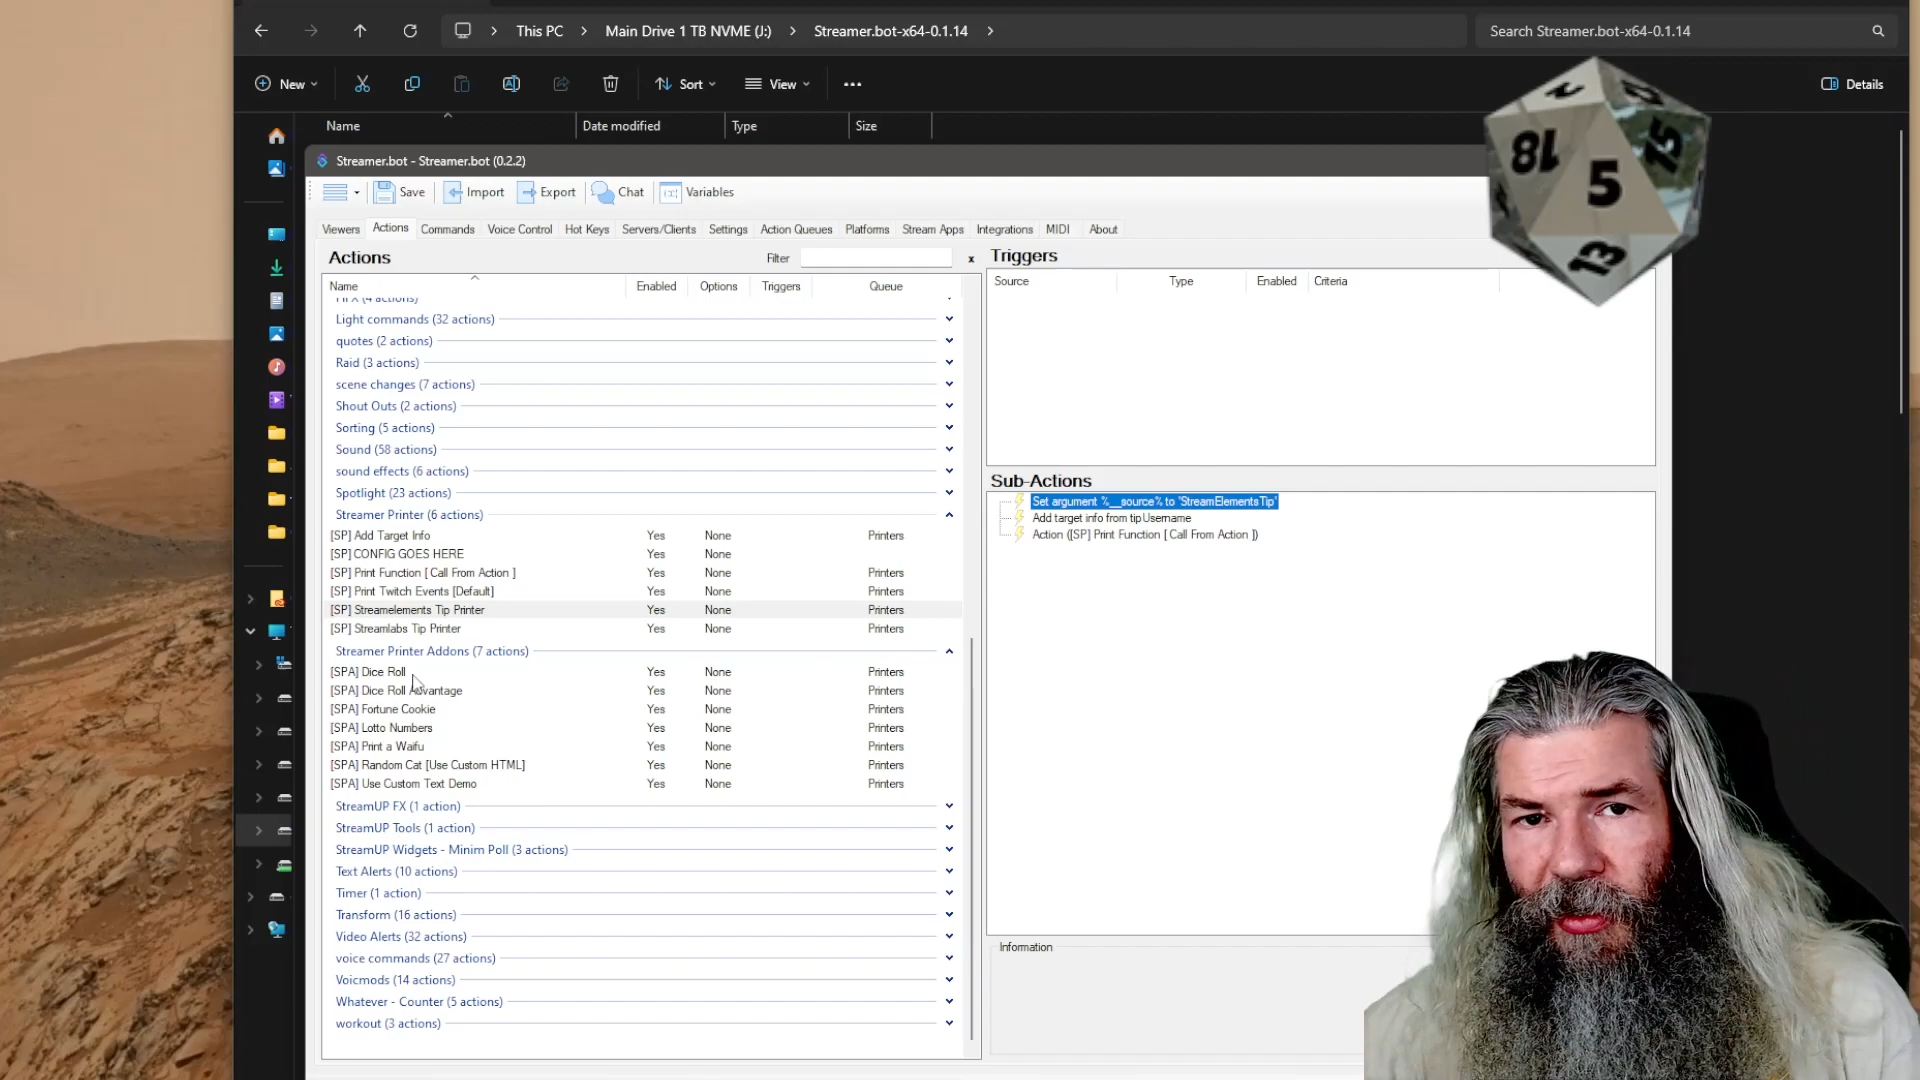 This PC > Main Drive 1 TB NVME (J:) > Streamer.bot-x64-0.1.14 >
Search Streamer.bot-x64-0.1.14
New
Sort
View
Details
Name
Date modified
Type
Size
Streamer.bot - Streamer.bot (0.2.2)
Save
Import
Export
Chat
Variables
Viewers
Actions
Commands
Voice Control
Hot Keys
Servers/Clients
Settings
Action Queues
Platforms
Stream Apps
Integrations
MIDI
About
Actions
Filter
x
Name Enabled Options Triggers Queue
Light commands (32 actions)
quotes (2 actions)
Raid (3 actions)
scene changes (7 actions)
Shout Outs (2 actions)
Sorting (5 actions)
Sound (58 actions)
sound effects (6 actions)
Spotlight (23 actions)
Streamer Printer (6 actions)
[SP] Add Target Info Yes None Printers
[SP] CONFIG GOES HERE Yes None
[SP] Print Function [ Call From Action ] Yes None Printers
[SP] Print Twitch Events [Default] Yes None Printers
[SP] Streamelements Tip Printer Yes None Printers
[SP] Streamlabs Tip Printer Yes None Printers
Streamer Printer Addons (7 actions)
[SPA] Dice Roll Yes None Printers
[SPA] Dice Roll Advantage Yes None Printers
[SPA] Fortune Cookie Yes None Printers
[SPA] Lotto Numbers Yes None Printers
[SPA] Print a Waifu Yes None Printers
[SPA] Random Cat [Use Custom HTML] Yes None Printers
[SPA] Use Custom Text Demo Yes None Printers
StreamUP FX (1 action)
StreamUP Tools (1 action)
StreamUP Widgets - Minim Poll (3 actions)
Text Alerts (10 actions)
Timer (1 action)
Transform (16 actions)
Video Alerts (32 actions)
voice commands (27 actions)
Voicmods (14 actions)
Whatever - Counter (5 actions)
workout (3 actions)
Triggers
Source Type Enabled Criteria
Sub-Actions
Set argument %__source% to 'StreamElementsTip'
Add target info from tipUsername
Action ([SP] Print Function [ Call From Action ])
Information
2
18
5
15
13